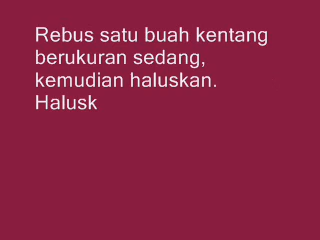 Rebus satu buah kentang
berukuran sedang,
kemudian haluskan.
Halusk